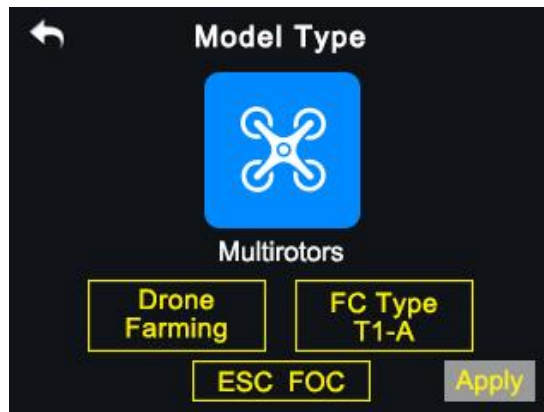 Model Type
Multirotors
Drone
Farming
FC Type
T1-A
ESC FOC
Apply